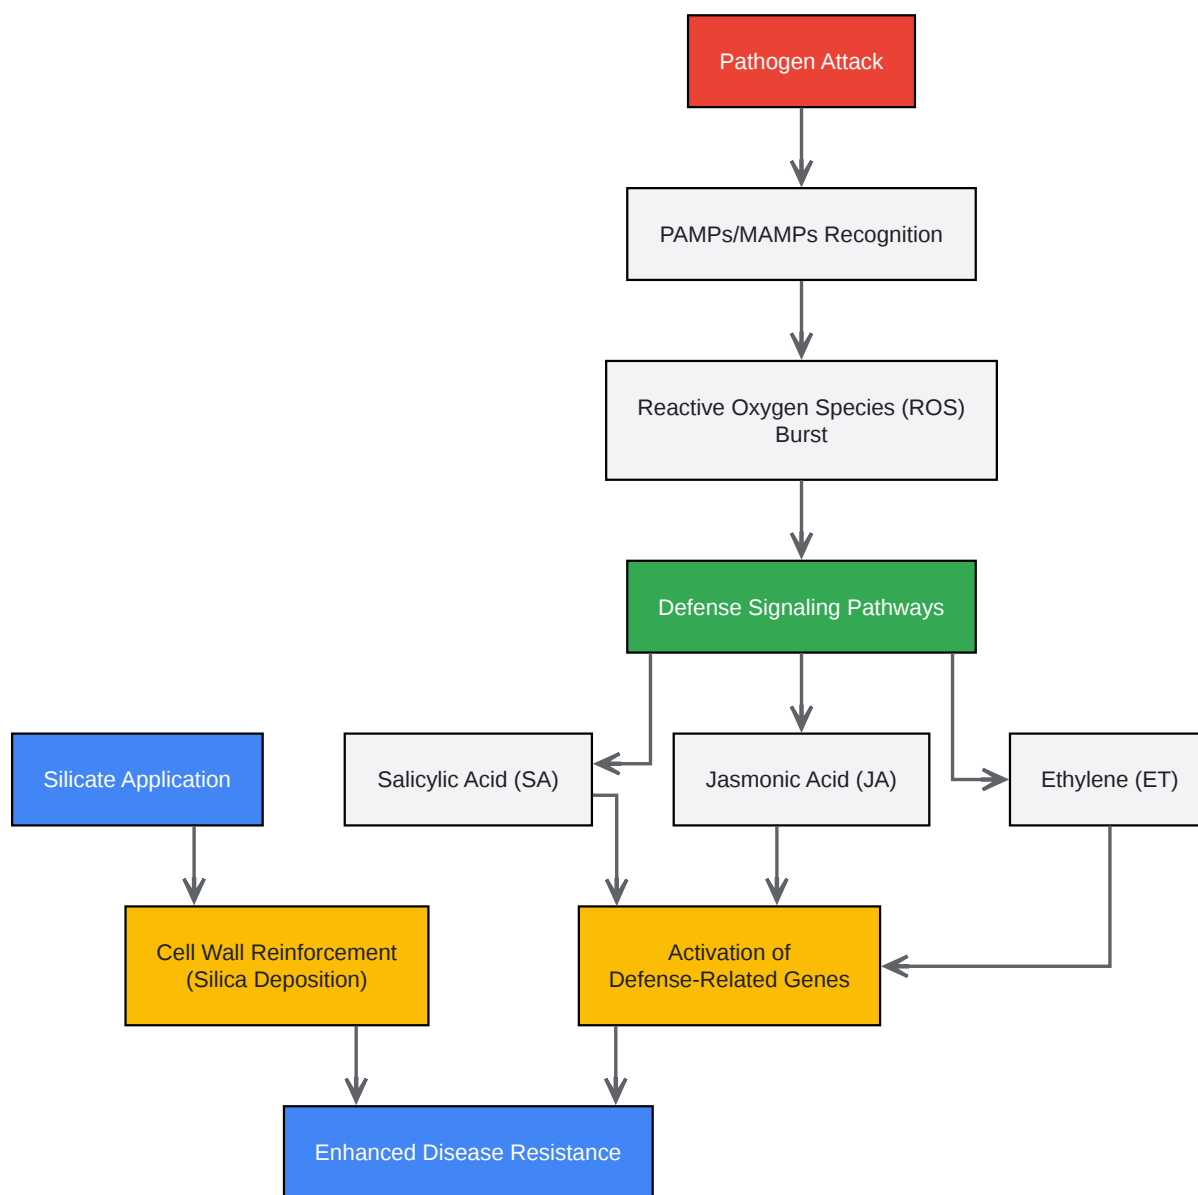 Pathogen Attack
PAMPs/MAMPs Recognition
Reactive Oxygen Species (ROS)
Burst
Defense Signaling Pathways
Silicate Application
Salicylic Acid (SA)
Jasmonic Acid (JA)
Ethylene (ET)
Cell Wall Reinforcement
(Silica Deposition)
Activation of
Defense-Related Genes
Enhanced Disease Resistance